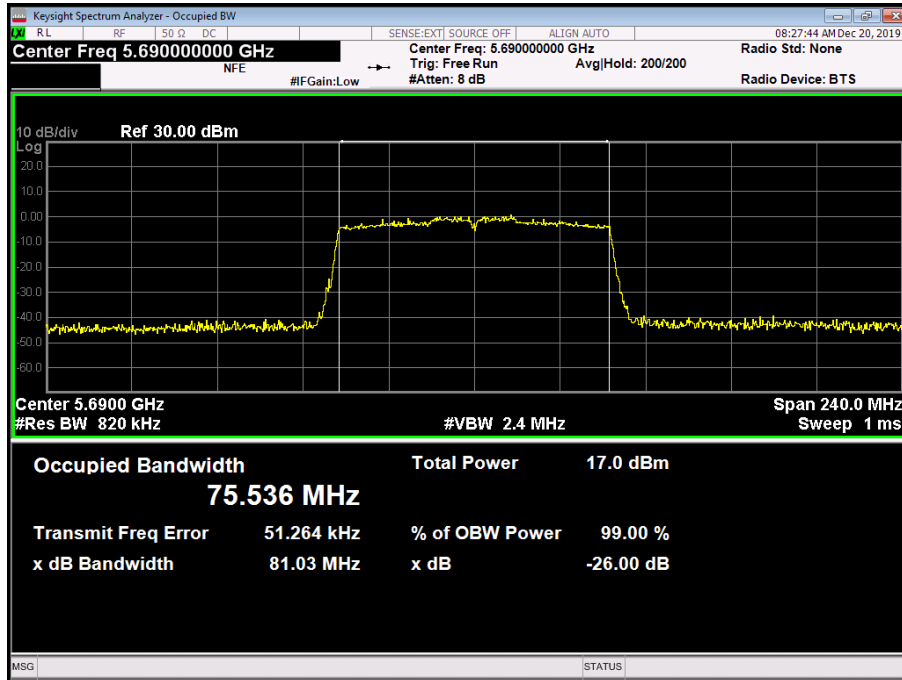 Keysight Spectrum Analyzer - Occupied BW
LXI RL RF 50 Ω DC SENSE:EXT SOURCE OFF ALIGN AUTO 08:27:44 AM Dec 20, 2019
Center Freq 5.690000000 GHz Center Freq: 5.690000000 GHz Radio Std: None
NFE Trig: Free Run Avg|Hold: 200/200
#IFGain:Low #Atten: 8 dB Radio Device: BTS
10 dB/div Ref 30.00 dBm
Log
20.0
10.0
0.00
-10.0
-20.0
-30.0
-40.0
-50.0
-60.0
Center 5.6900 GHz Span 240.0 MHz
#Res BW 820 kHz #VBW 2.4 MHz Sweep 1 ms
Occupied Bandwidth Total Power 17.0 dBm
75.536 MHz
Transmit Freq Error 51.264 kHz % of OBW Power 99.00 %
x dB Bandwidth 81.03 MHz x dB -26.00 dB
MSG STATUS